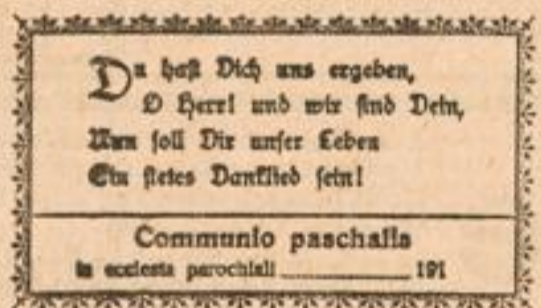 Du hast Dich uns ergeben,
O Herr! und wir sind Dein,
Nun soll Dir unser Leben
Ein stetes Danklied sein!
Communio paschalis
in ecclesia parochiali __________ 191